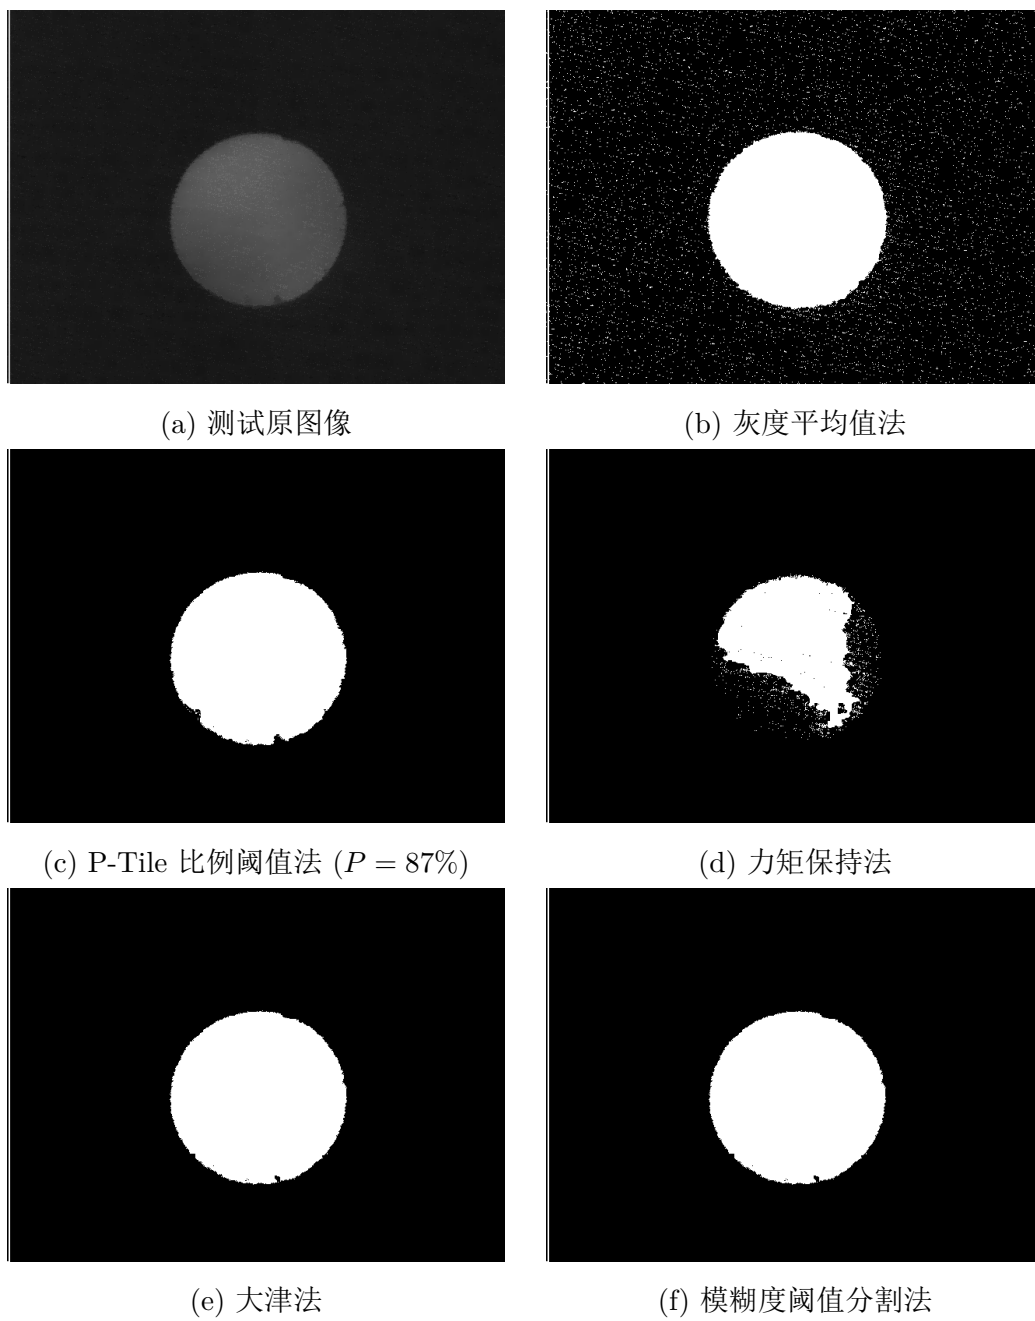 (a) 测试原图像
(b) 灰度平均值法
(c) P-Tile 比例阈值法 (P = 87%)
(d) 力矩保持法
(e) 大津法
(f) 模糊度阈值分割法